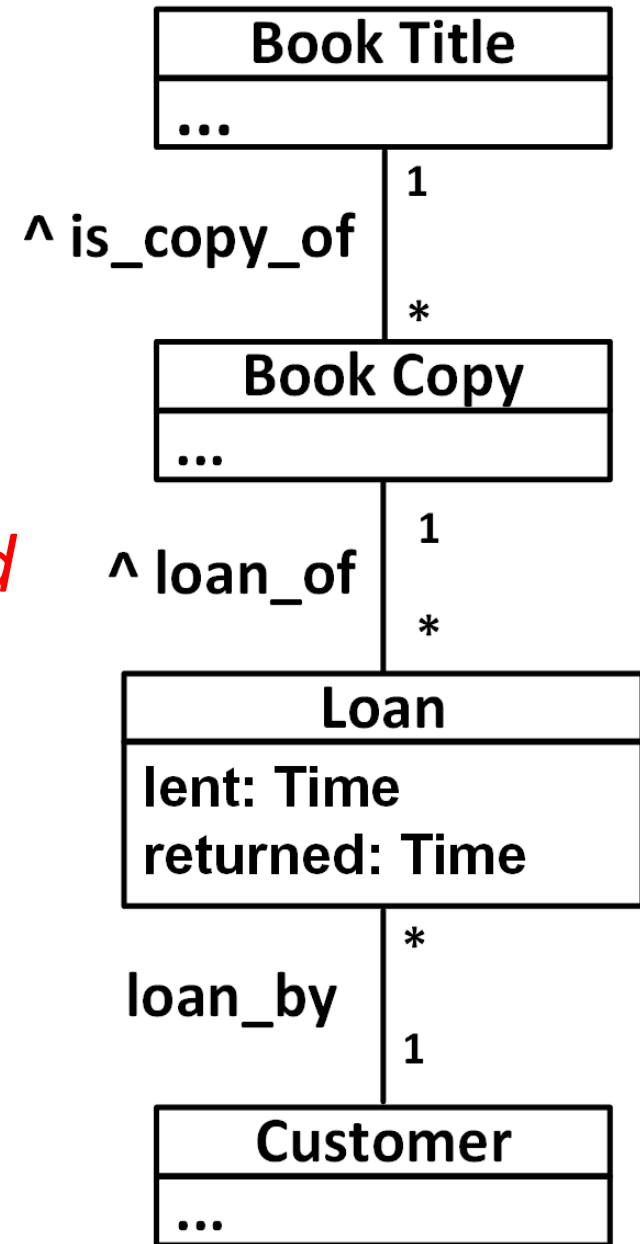 Book Title
...
1
^ is_copy_of
*
Book Copy
...
1
^ loan_of
*
Loan
lent: Time
returned: Time
*
loan_by
1
Customer
...